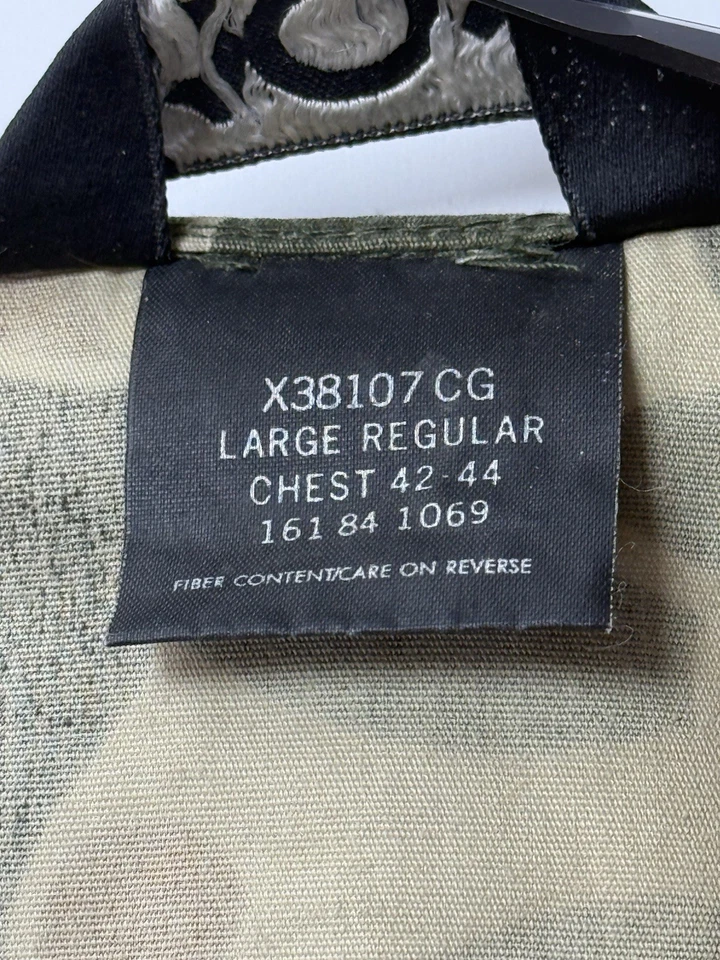 X38107 CG
LARGE REGULAR
CHEST 42-44
161 84 1069
FIBER CONTENT/CARE ON REVERSE